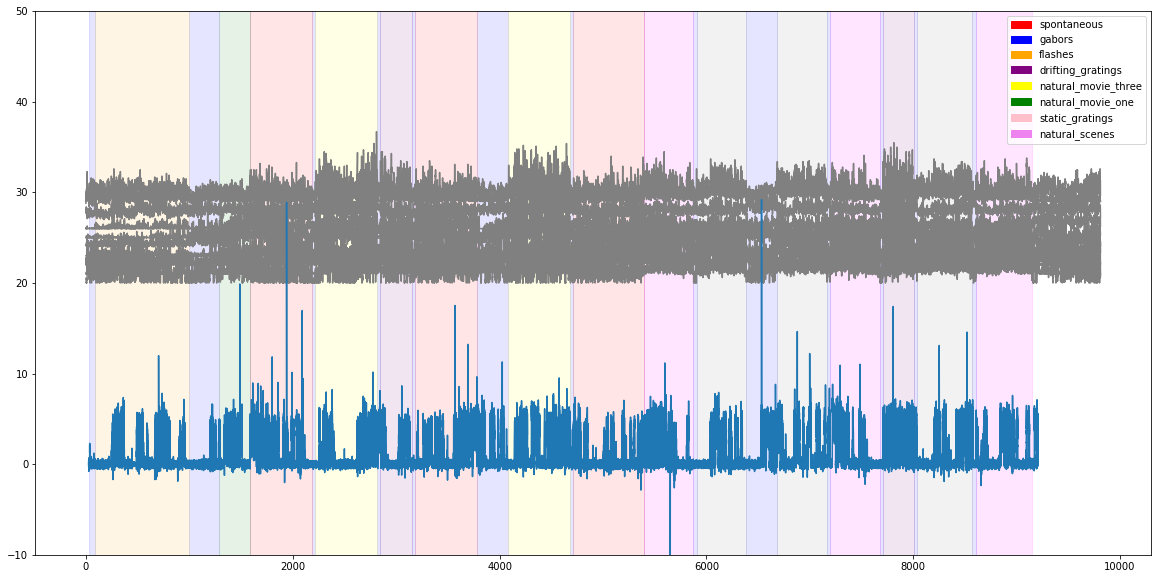 50
40
30
20
10
0
-10
0
2000
4000
6000
8000
10000
spontaneous
gabors
flashes
drifting_gratings
natural_movie_three
natural_movie_one
static_gratings
natural_scenes